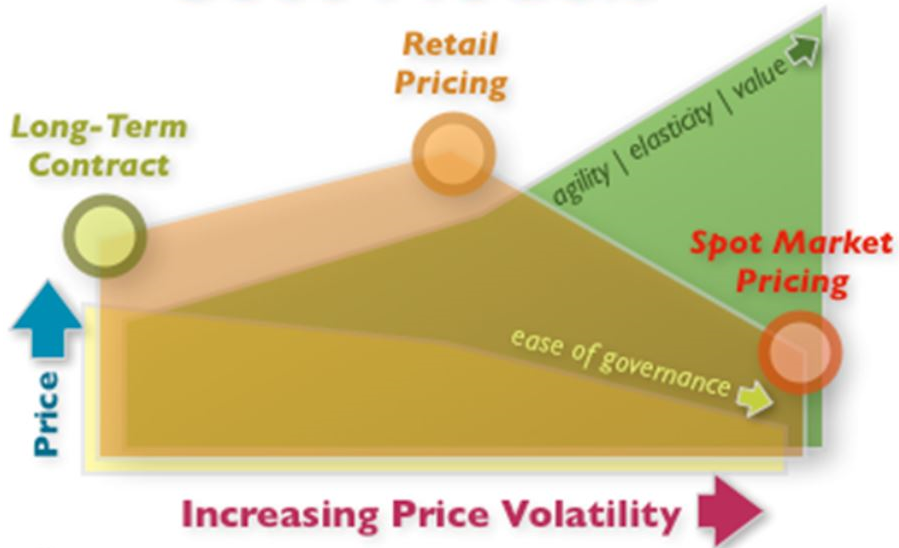 Retail
Pricing
Long-Term
Contract
agility | elasticity | value
Spot Market
Pricing
ease of governance
Price
Increasing Price Volatility